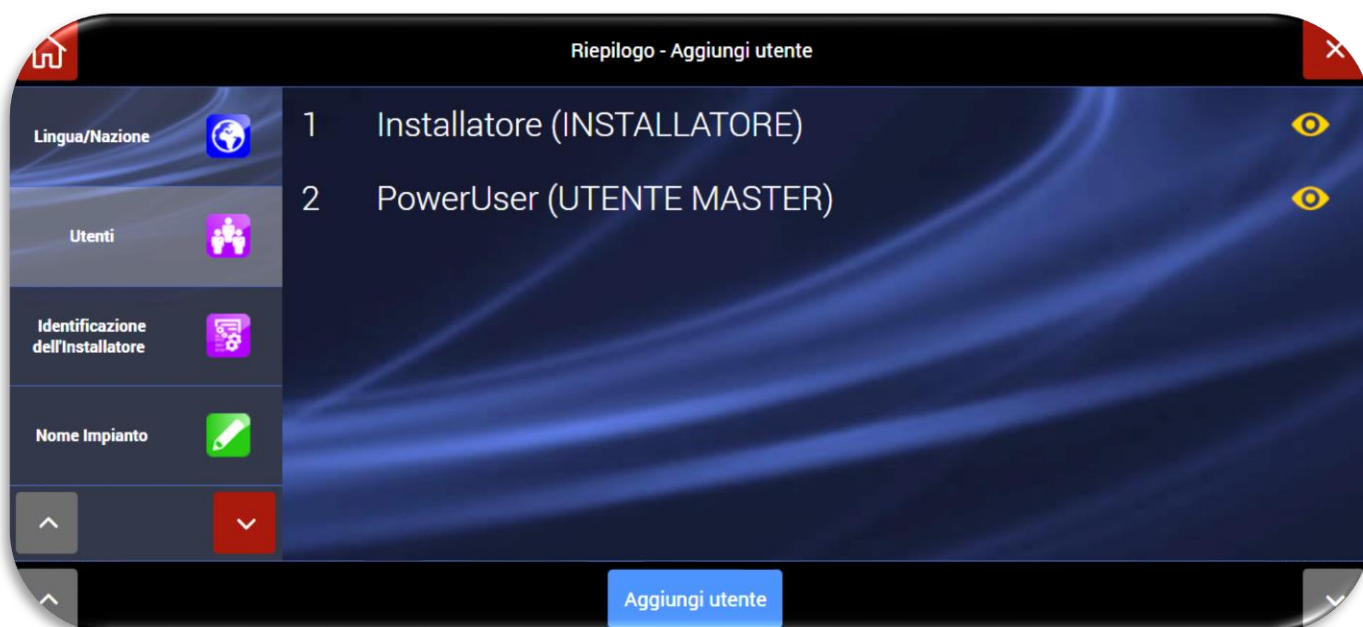 Riepilogo - Aggiungi utente
Lingua/Nazione
Utenti
Identificazione
dell'Installatore
Nome Impianto
1 Installatore (INSTALLATORE)
2 PowerUser (UTENTE MASTER)
Aggiungi utente